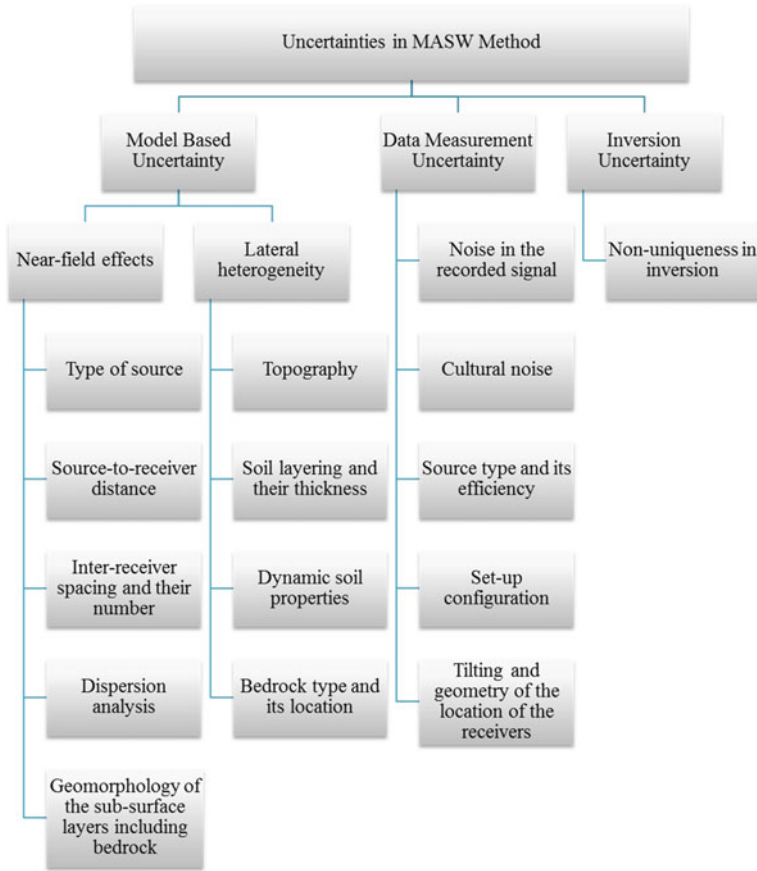 Uncertainties in MASW Method
Model Based
Uncertainty
Data Measurement
Uncertainty
Inversion
Uncertainty
Near-field effects
Lateral
heterogeneity
Noise in the
recorded signal
Non-uniqueness in
inversion
Type of source
Topography
Cultural noise
Source-to-receiver
distance
Soil layering and
their thickness
Source type and its
efficiency
Inter-receiver
spacing and their
number
Dynamic soil
properties
Set-up
configuration
Dispersion
analysis
Bedrock type and
its location
Tilting and
geometry of the
location of the
receivers
Geomorphology of
the sub-surface
layers including
bedrock